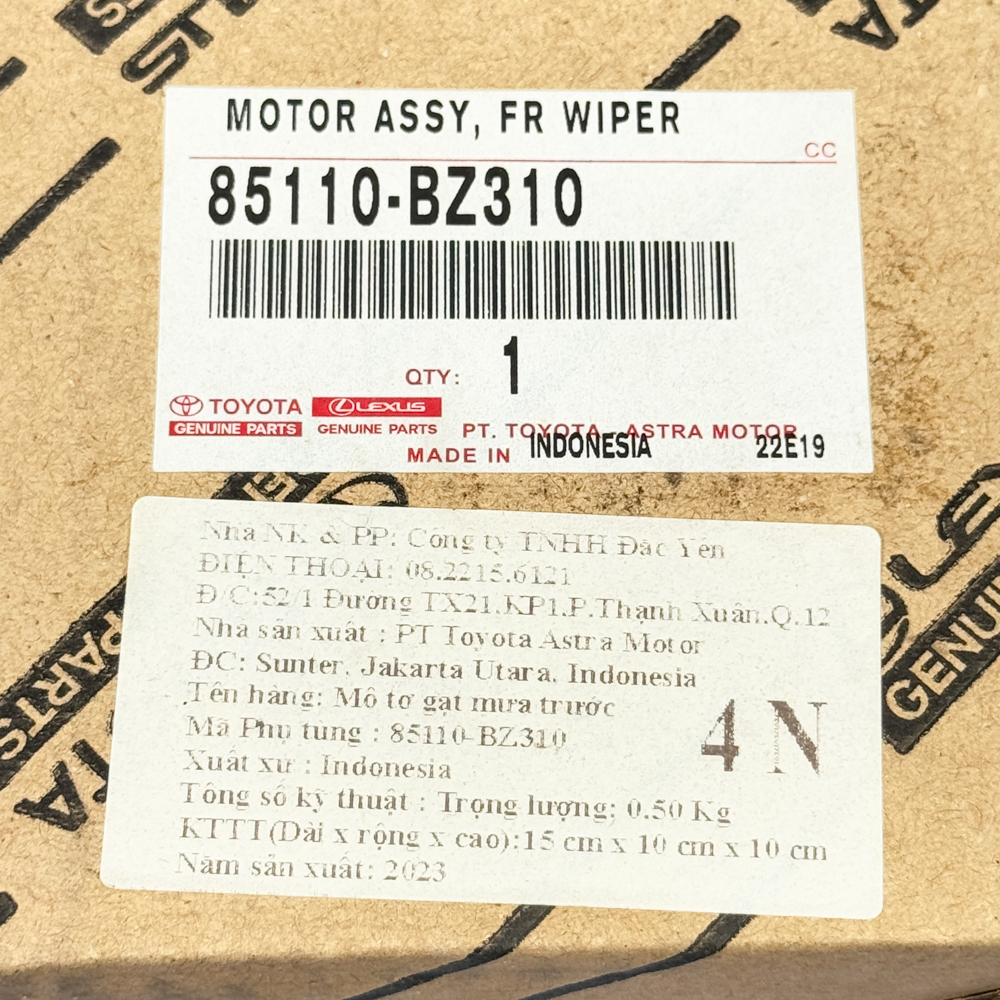 MOTOR ASSY, FR WIPER
CC
85110-BZ310
QTY: 1
TOYOTA LEXUS
GENUINE PARTS GENUINE PARTS PT. TOYOTA - ASTRA MOTOR
MADE IN INDONESIA 22E19
Nhà NK & PP: Công ty TNHH Đắc Yến
ĐIỆN THOẠI: 08.2215.6121
Đ/C:52/1 Đường TX21.KP1.P.Thạnh Xuân.Q.12
Nhà sản xuất : PT Toyota Astra Motor
ĐC: Sunter, Jakarta Utara, Indonesia
Tên hàng: Mô tơ gạt mưa trước
Mã Phụ tùng : 85110-BZ310
4N
Xuất xứ : Indonesia
Tông số kỹ thuật : Trọng lượng: 0.50 Kg
KTTT(Dài x rộng x cao):15 cm x 10 cm x 10 cm
Năm sản xuất: 2023
PARTS
GENUIN